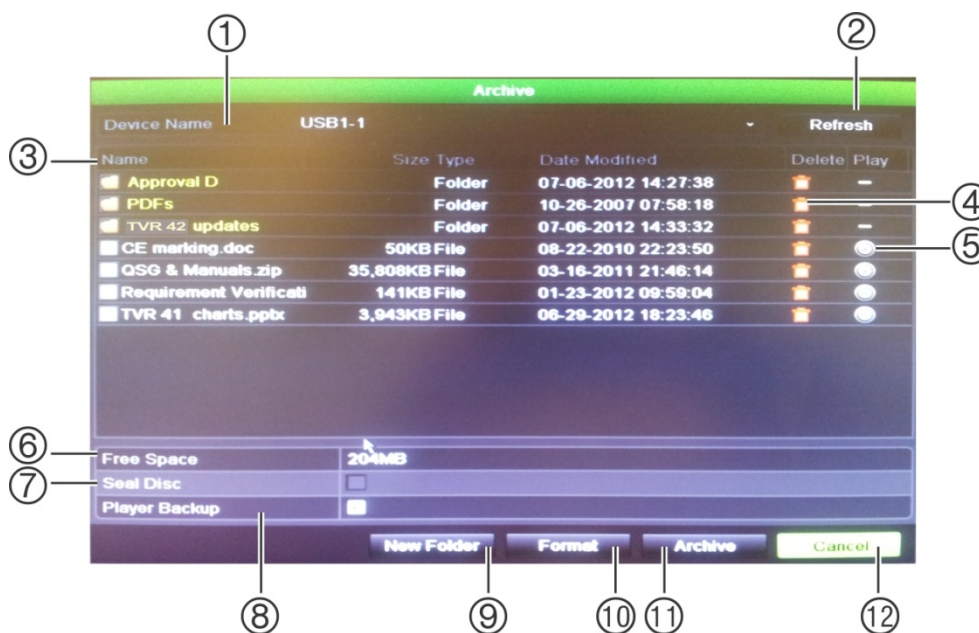 ① ②
Archive
Device Name USB1-1 Refresh
③ Name Size Type Date Modified Delete Play
Approval D Folder 07-06-2012 14:27:38 –
PDFs Folder 10-26-2007 07:58:18 – ④
TVR 42 updates Folder 07-06-2012 14:33:32 –
CE marking.doc 50KB File 08-22-2010 22:23:50 ⑤
QSG & Manuals.zip 35,808KB File 03-16-2011 21:46:14
Requirement Verificati 141KB File 01-23-2012 09:59:04
TVR 41 charts.pptx 3,943KB File 06-29-2012 18:23:46
⑥ Free Space 204MB
⑦ Seal Disc
Player Backup
New Folder Format Archive Cancel
⑧ ⑨ ⑩ ⑪ ⑫